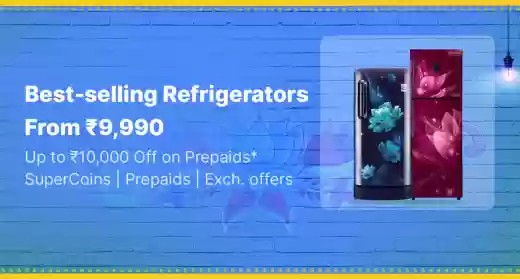 Best-selling Refrigerators
From ₹9,990
Up to ₹10,000 Off on Prepaids*
SuperCoins | Prepaids | Exch. offers